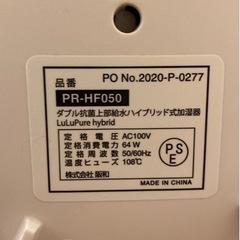 品番 PO No.2020-P-0277
PR-HF050
ダブル抗菌上部給水ハイブリッド式加湿器
LuLuPure hybrid
定格電圧 AC100V
定格消費電力 64W
定格周波数 50/60Hz
温度ヒューズ 108℃
PSE
株式会社 阪和 MADE IN CHINA